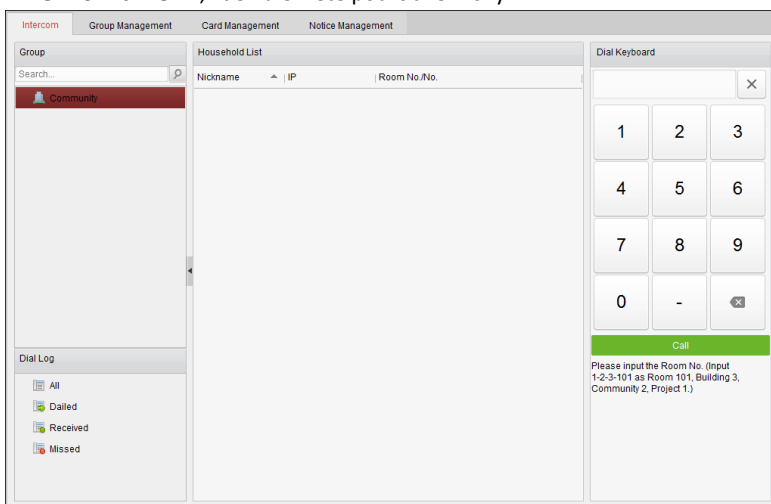 Intercom Group Management Card Management Notice Management
Group
Search...
Community
Household List
Nickname IP Room No./No.
Dial Keyboard
1 2 3
4 5 6
7 8 9
0 -
Call
Please input the Room No. (Input
1-2-3-101 as Room 101, Building 3,
Community 2, Project 1.)
Dial Log
All
Dailed
Received
Missed